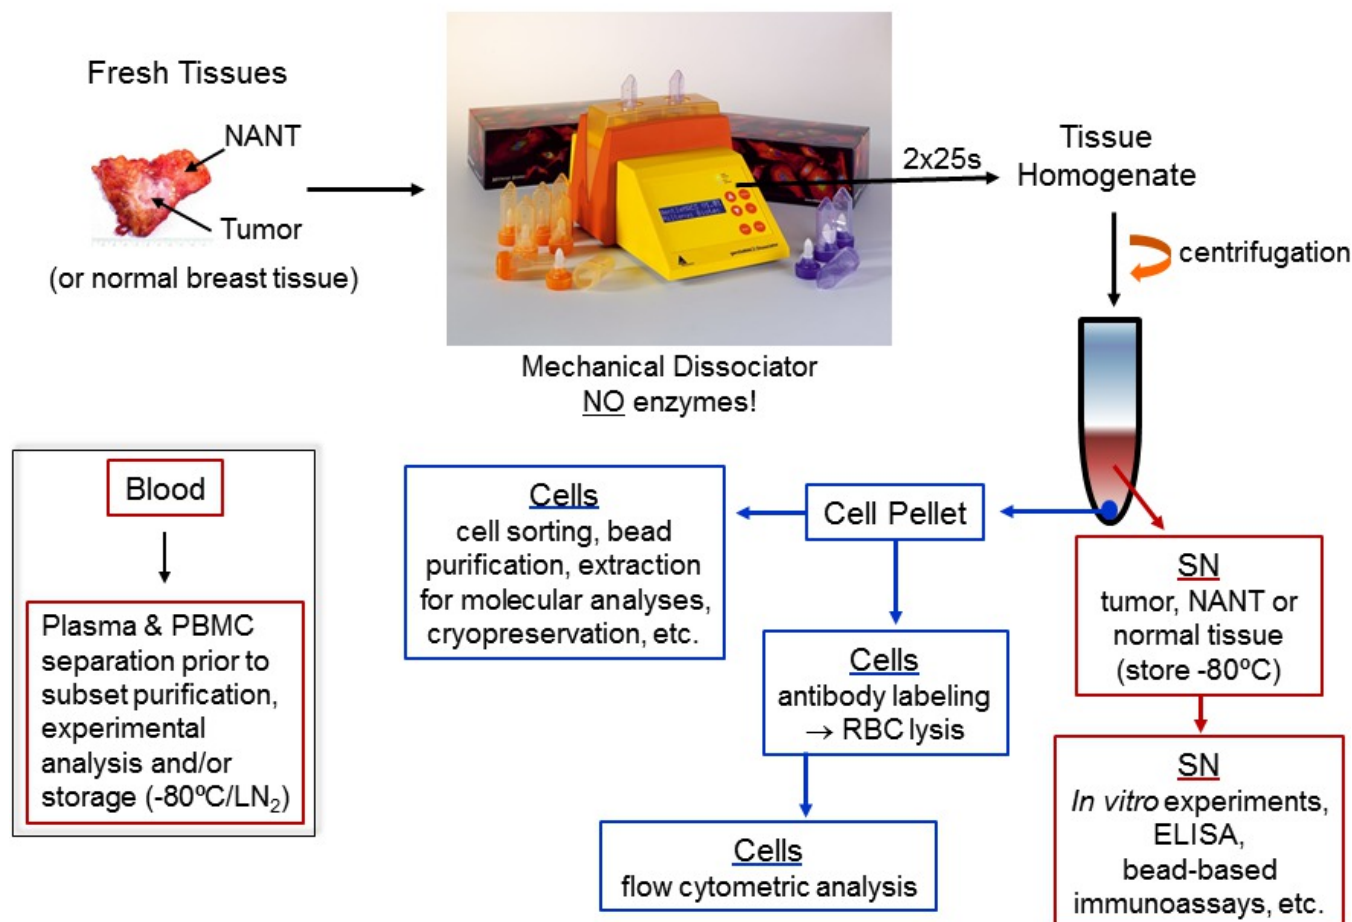 Fresh Tissues
NANT
Tumor
(or normal breast tissue)
Mechanical Dissociator
NO enzymes!
2x25s
Tissue
Homogenate
centrifugation
Blood
Plasma & PBMC
separation prior to
subset purification,
experimental
analysis and/or
storage (-80ºC/LN₂)
Cells
cell sorting, bead
purification, extraction
for molecular analyses,
cryopreservation, etc.
Cell Pellet
Cells
antibody labeling
→ RBC lysis
Cells
flow cytometric analysis
SN
tumor, NANT or
normal tissue
(store -80ºC)
SN
In vitro experiments,
ELISA,
bead-based
immunoassays, etc.